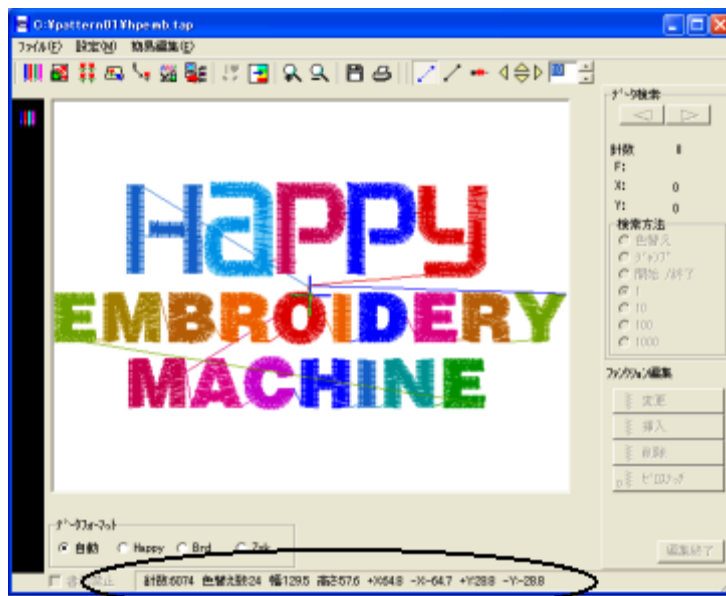 G:¥pattern01¥hpemb.tap
ファイル(F) 設定(M) 簡易編集(E)
データ検索
計数 1
F:
X: 0
Y: 0
検索方法
色替え
ジャンプ
開始/終了
1
10
100
1000
HAPPY
EMBROIDERY
MACHINE
ファンクション編集
変更
挿入
削除
データフォーマット
自動 Happy Brd Zsk
編集終了
計数:6074 色替え数:24 幅129.5 高さ57.6 +X:64.8 -X:-64.7 +Y:28.8 -Y:-28.8